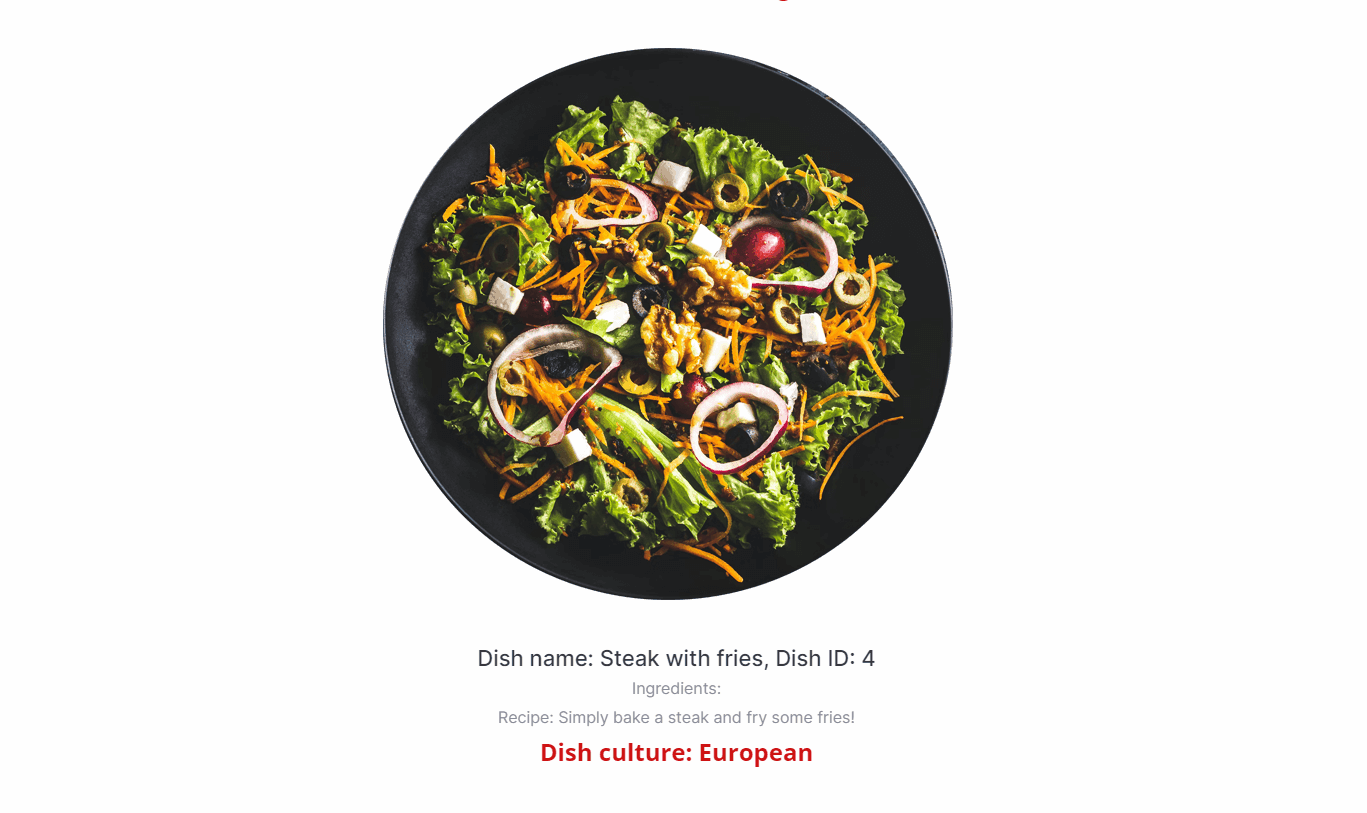 Dish name: Steak with fries, Dish ID: 4
Ingredients:
Recipe: Simply bake a steak and fry some fries!
Dish culture: European